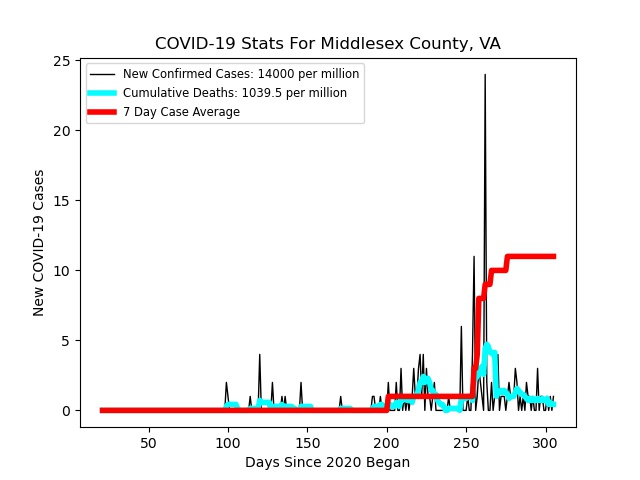 COVID-19 Stats For Middlesex County, VA
New Confirmed Cases: 14000 per million
Cumulative Deaths: 1039.5 per million
7 Day Case Average
New COVID-19 Cases
25
20
15
10
5
0
50 100 150 200 250 300
Days Since 2020 Began